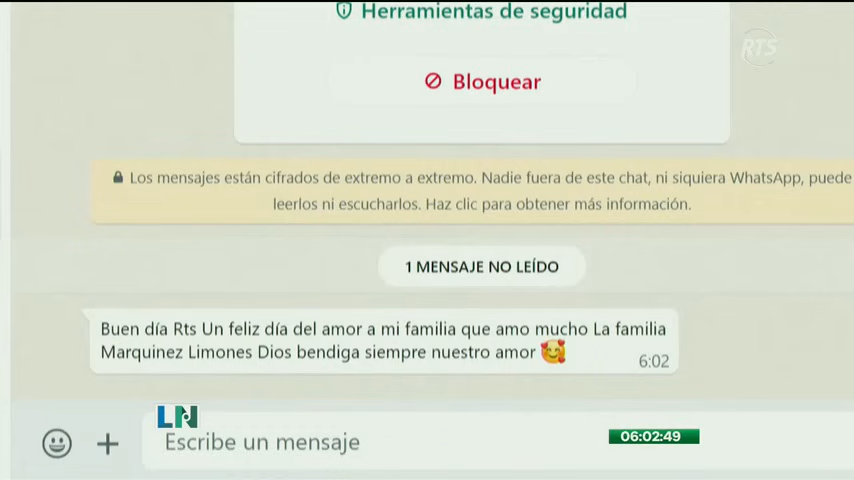 Herramientas de seguridad
RTS
Bloquear
Los mensajes están cifrados de extremo a extremo. Nadie fuera de este chat, ni siquiera WhatsApp, puede
leerlos ni escucharlos. Haz clic para obtener más información.
1 MENSAJE NO LEÍDO
Buen día Rts Un feliz día del amor a mi familia que amo mucho La familia
Marquinez Limones Dios bendiga siempre nuestro amor 🥰
6:02
LN
Escribe un mensaje
06:02:49